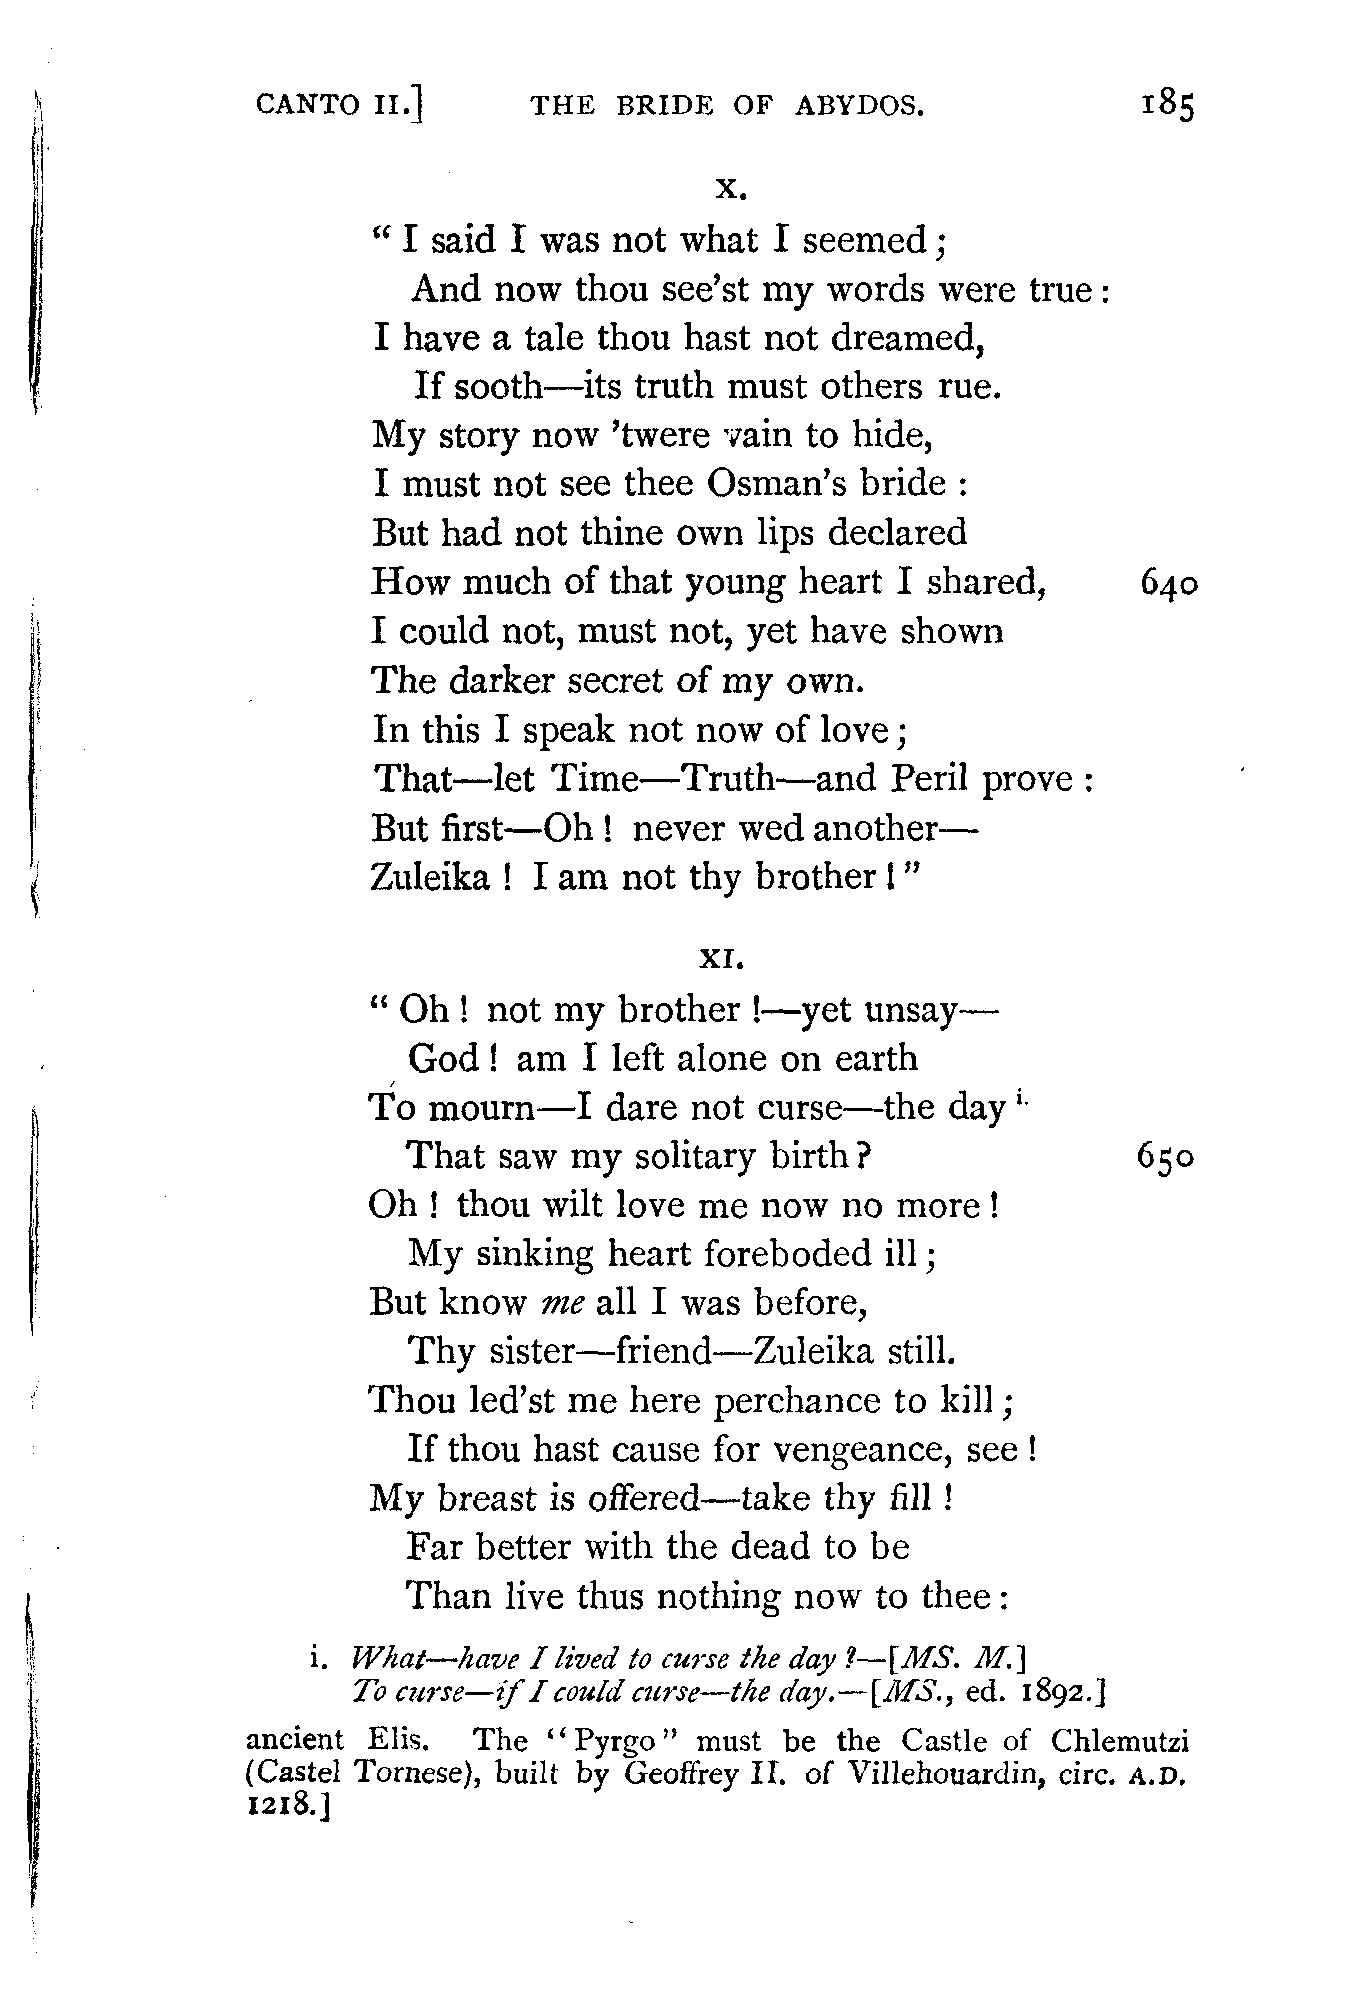 CANTO II.] THE BRIDE OF ABYDOS. 185
X.
“ I said I was not what I seemed ;
And now thou see’st my words were true :
I have a tale thou hast not dreamed,
If sooth—its truth must others rue.
My story now ’twere vain to hide,
I must not see thee Osman’s bride :
But had not thine own lips declared
How much of that young heart I shared, 640
I could not, must not, yet have shown
The darker secret of my own.
In this I speak not now of love ;
That—let Time—Truth—and Peril prove :
But first—Oh ! never wed another—
Zuleika ! I am not thy brother ! ”
XI.
“ Oh ! not my brother !—yet unsay—
God ! am I left alone on earth
To mourn—I dare not curse—the day i.
That saw my solitary birth ? 650
Oh ! thou wilt love me now no more !
My sinking heart foreboded ill ;
But know me all I was before,
Thy sister—friend—Zuleika still.
Thou led’st me here perchance to kill ;
If thou hast cause for vengeance, see !
My breast is offered—take thy fill !
Far better with the dead to be
Than live thus nothing now to thee :
i. What—have I lived to curse the day ?—[MS. M.]
To curse—if I could curse—the day.—[MS., ed. 1892.]
ancient Elis. The “ Pyrgo ” must be the Castle of Chlemutzi
(Castel Tornese), built by Geoffrey II. of Villehouardin, circ. A.D.
1218.]